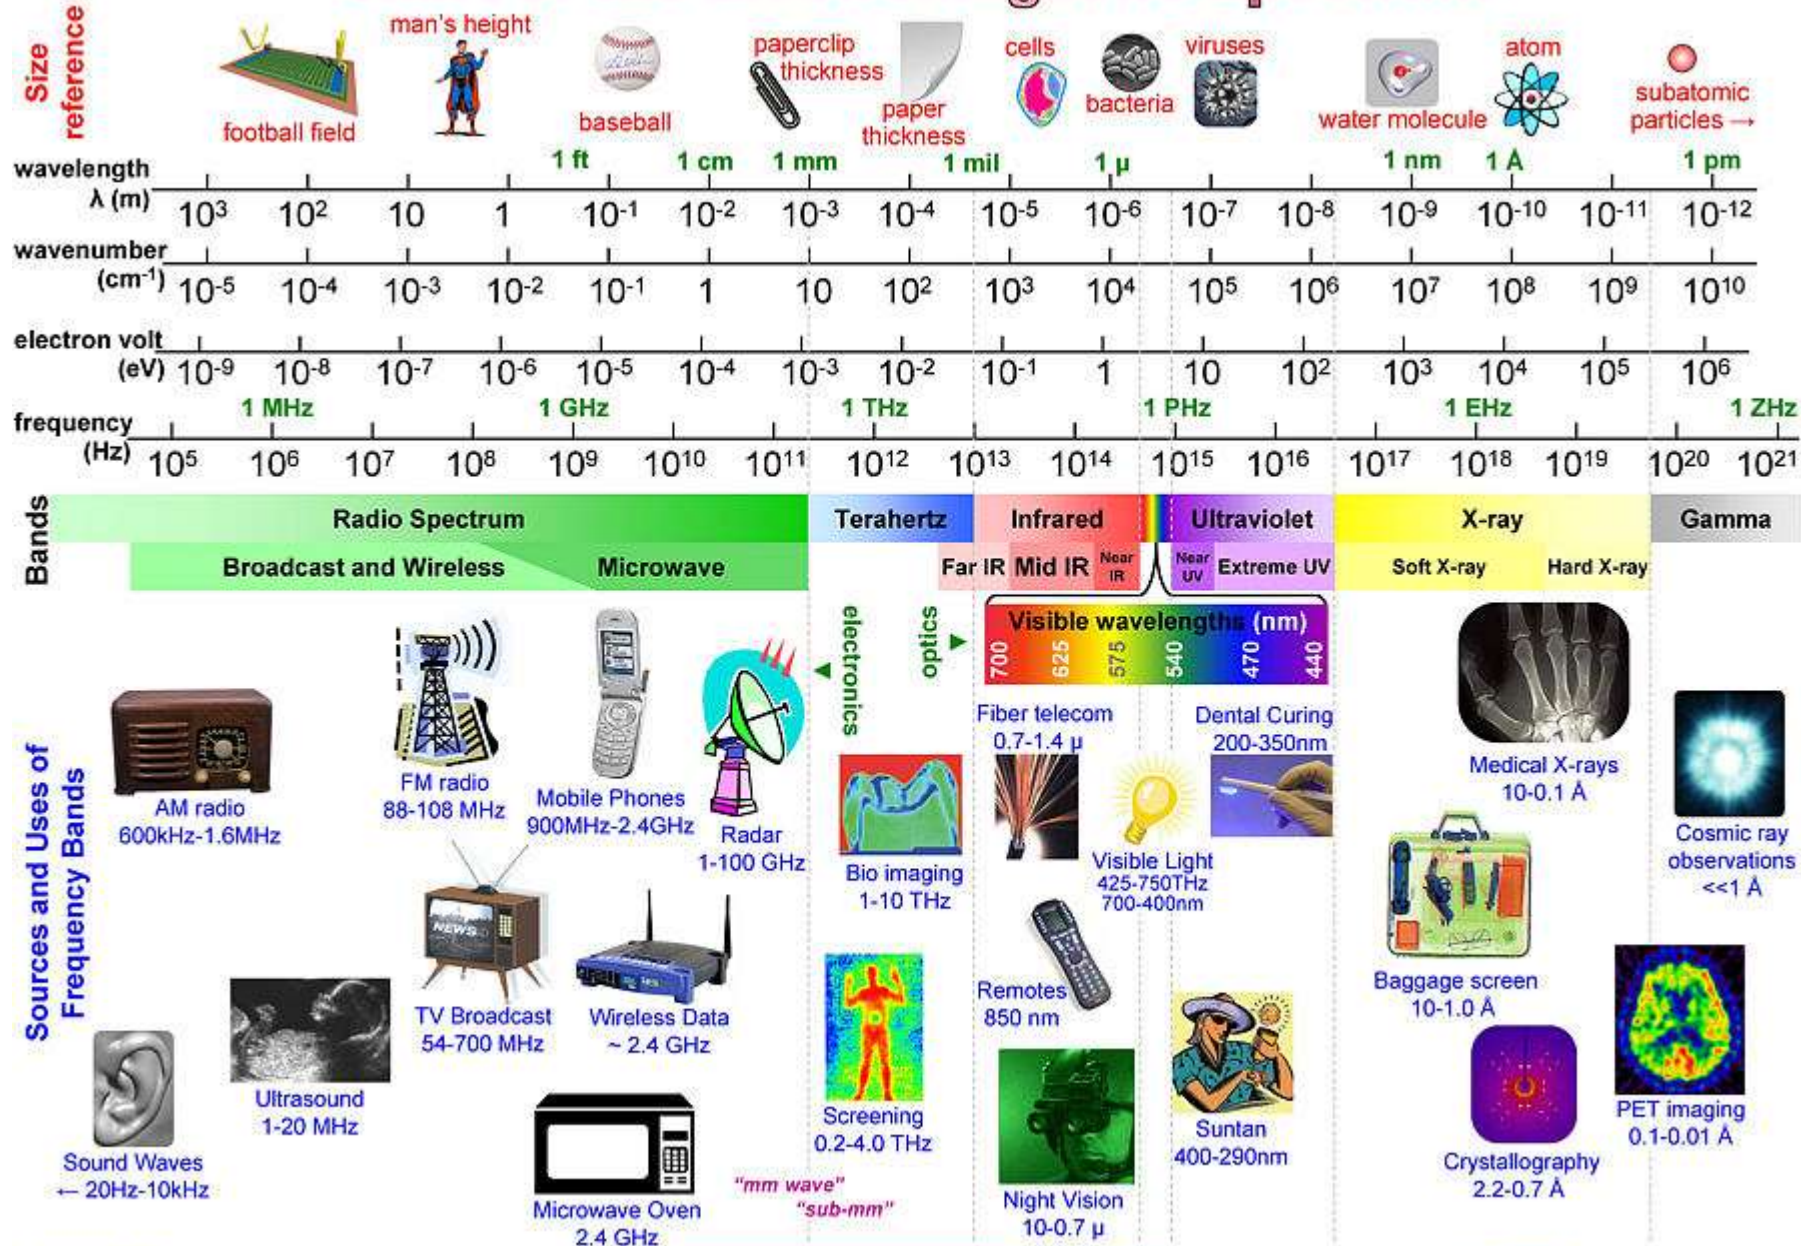 Size
reference
football field
man's height
baseball
paperclip
thickness
paper
thickness
cells
bacteria
viruses
water molecule
atom
subatomic
particles →
1 ft 1 cm 1 mm 1 mil 1 µ 1 nm 1 Å 1 pm
wavelength
λ (m)
10³ 10² 10 1 10⁻¹ 10⁻² 10⁻³ 10⁻⁴ 10⁻⁵ 10⁻⁶ 10⁻⁷ 10⁻⁸ 10⁻⁹ 10⁻¹⁰ 10⁻¹¹ 10⁻¹²
wavenumber
(cm⁻¹)
10⁻⁵ 10⁻⁴ 10⁻³ 10⁻² 10⁻¹ 1 10 10² 10³ 10⁴ 10⁵ 10⁶ 10⁷ 10⁸ 10⁹ 10¹⁰
electron volt
(eV)
10⁻⁹ 10⁻⁸ 10⁻⁷ 10⁻⁶ 10⁻⁵ 10⁻⁴ 10⁻³ 10⁻² 10⁻¹ 1 10 10² 10³ 10⁴ 10⁵ 10⁶
1 MHz 1 GHz 1 THz 1 PHz 1 EHz 1 ZHz
frequency
(Hz)
10⁵ 10⁶ 10⁷ 10⁸ 10⁹ 10¹⁰ 10¹¹ 10¹² 10¹³ 10¹⁴ 10¹⁵ 10¹⁶ 10¹⁷ 10¹⁸ 10¹⁹ 10²⁰ 10²¹
Bands
Radio Spectrum Terahertz Infrared Ultraviolet X-ray Gamma
Broadcast and Wireless Microwave Far IR Mid IR Near
IR
Near
UV
Extreme UV Soft X-ray Hard X-ray
electronics
optics
Visible wavelengths (nm)
700 625 575 540 470 440
Sources and Uses of
Frequency Bands
AM radio
600kHz-1.6MHz
FM radio
88-108 MHz
Mobile Phones
900MHz-2.4GHz
Radar
1-100 GHz
Bio imaging
1-10 THz
Fiber telecom
0.7-1.4 µ
Dental Curing
200-350nm
Visible Light
425-750THz
700-400nm
Medical X-rays
10-0.1 Å
Cosmic ray
observations
<<1 Å
NEWS
TV Broadcast
54-700 MHz
Wireless Data
~ 2.4 GHz
Remotes
850 nm
Baggage screen
10-1.0 Å
Ultrasound
1-20 MHz
Screening
0.2-4.0 THz
Suntan
400-290nm
PET imaging
0.1-0.01 Å
Sound Waves
← 20Hz-10kHz
Microwave Oven
2.4 GHz
"mm wave"
"sub-mm"
Night Vision
10-0.7 µ
Crystallography
2.2-0.7 Å